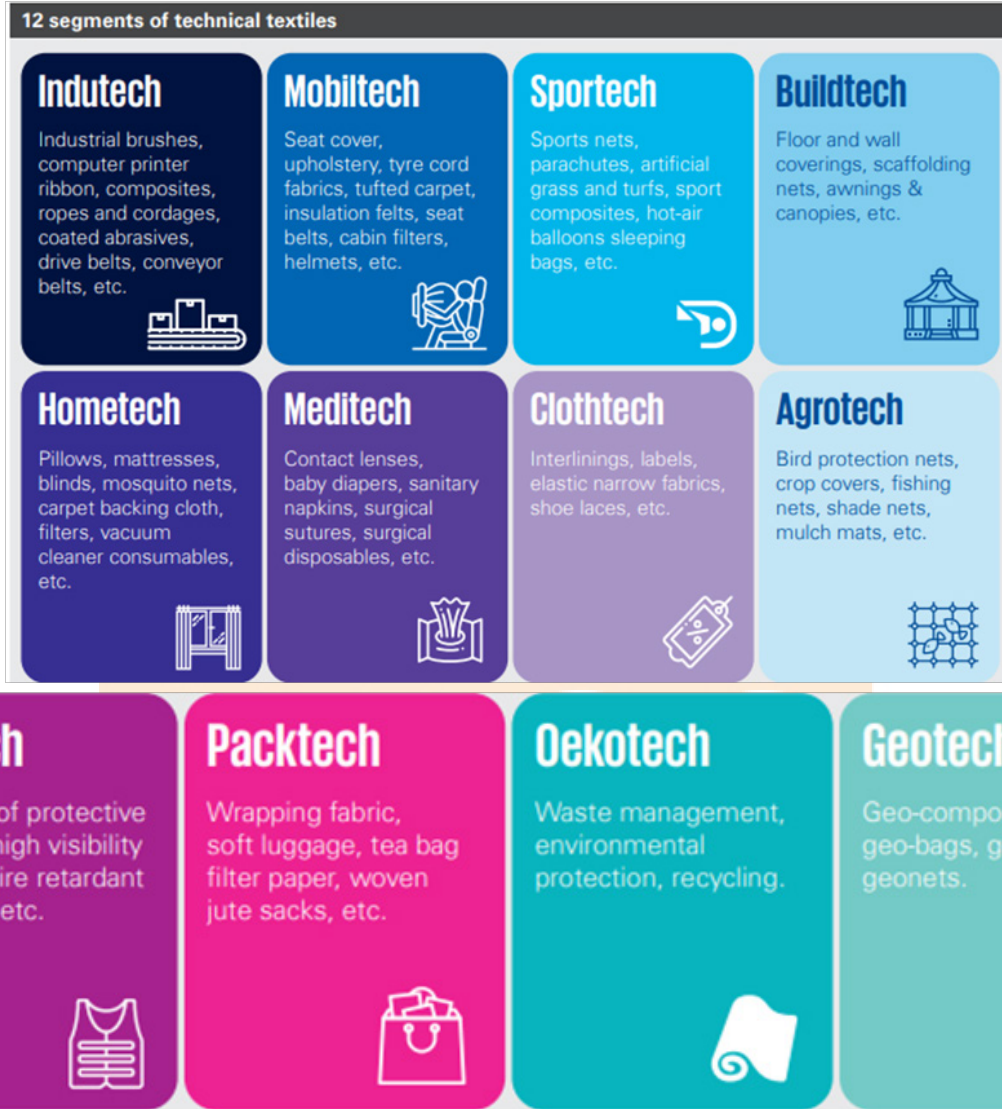 12 segments of technical textiles
Indutech
Industrial brushes,
computer printer
ribbon, composites,
ropes and cordages,
coated abrasives,
drive belts, conveyor
belts, etc.
Mobiltech
Seat cover,
upholstery, tyre cord
fabrics, tufted carpet,
insulation felts, seat
belts, cabin filters,
helmets, etc.
Sportech
Sports nets,
parachutes, artificial
grass and turfs, sport
composites, hot-air
balloons sleeping
bags, etc.
Buildtech
Floor and wall
coverings, scaffolding
nets, awnings &
canopies, etc.
Hometech
Pillows, mattresses,
blinds, mosquito nets,
carpet backing cloth,
filters, vacuum
cleaner consumables,
etc.
Meditech
Contact lenses,
baby diapers, sanitary
napkins, surgical
sutures, surgical
disposables, etc.
Clothtech
Interlinings, labels,
elastic narrow fabrics,
shoe laces, etc.
Agrotech
Bird protection nets,
crop covers, fishing
nets, shade nets,
mulch mats, etc.
of protective
high visibility
retardant
etc.
Packtech
Wrapping fabric,
soft luggage, tea bag
filter paper, woven
jute sacks, etc.
Oekotech
Waste management,
environmental
protection, recycling.
Geotech
geo-bags,
geonets.